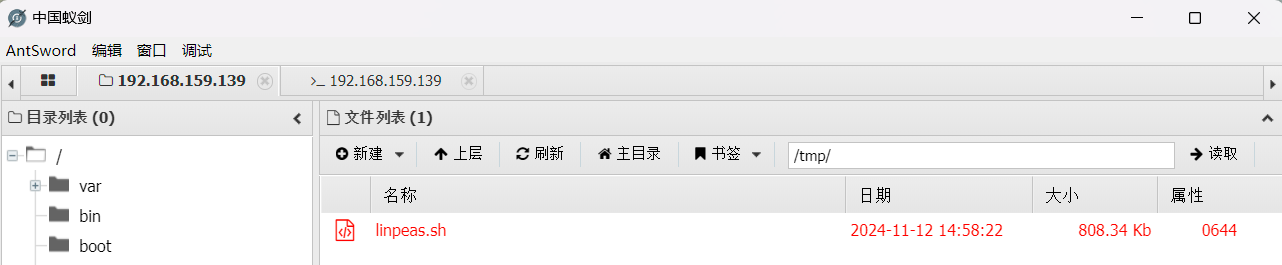 中国蚁剑
AntSword 编辑 窗口 调试
192.168.159.139 >_ 192.168.159.139
目录列表 (0) 文件列表 (1)
新建 上层 刷新 主目录 书签 /tmp/ 读取
/
名称 日期 大小 属性
var
bin
boot
linpeas.sh 2024-11-12 14:58:22 808.34 Kb 0644